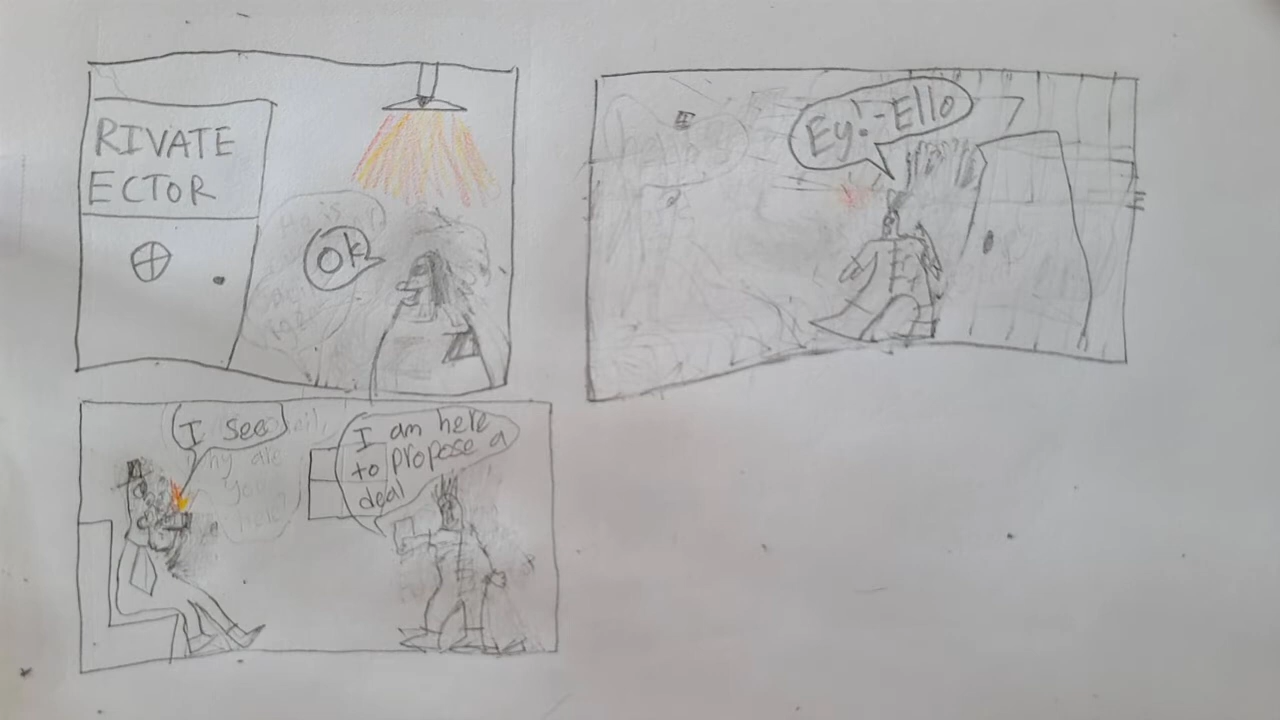 RIVATE
ECTOR
OK
Ey!-Ello
I see
I am here
to propose a
deal